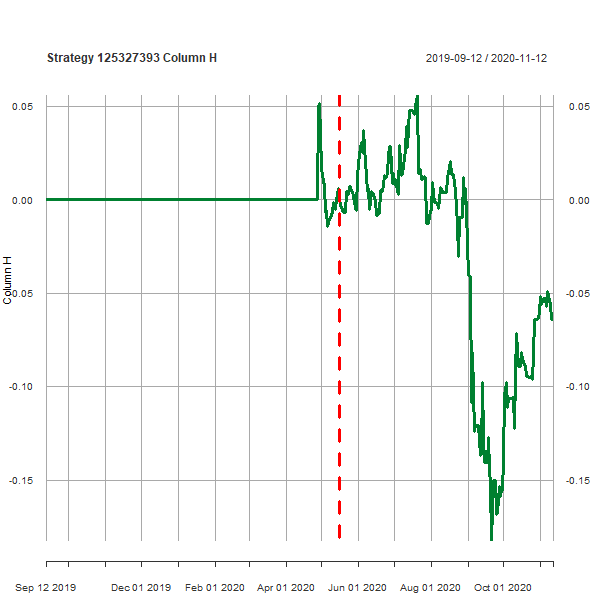 Strategy 125327393 Column H
2019-09-12 / 2020-11-12
0.05 0.05
0.00 0.00
-0.05 -0.05
-0.10 -0.10
-0.15 -0.15
Column H
Sep 12 2019 Dec 01 2019 Feb 01 2020 Apr 01 2020 Jun 01 2020 Aug 01 2020 Oct 01 2020